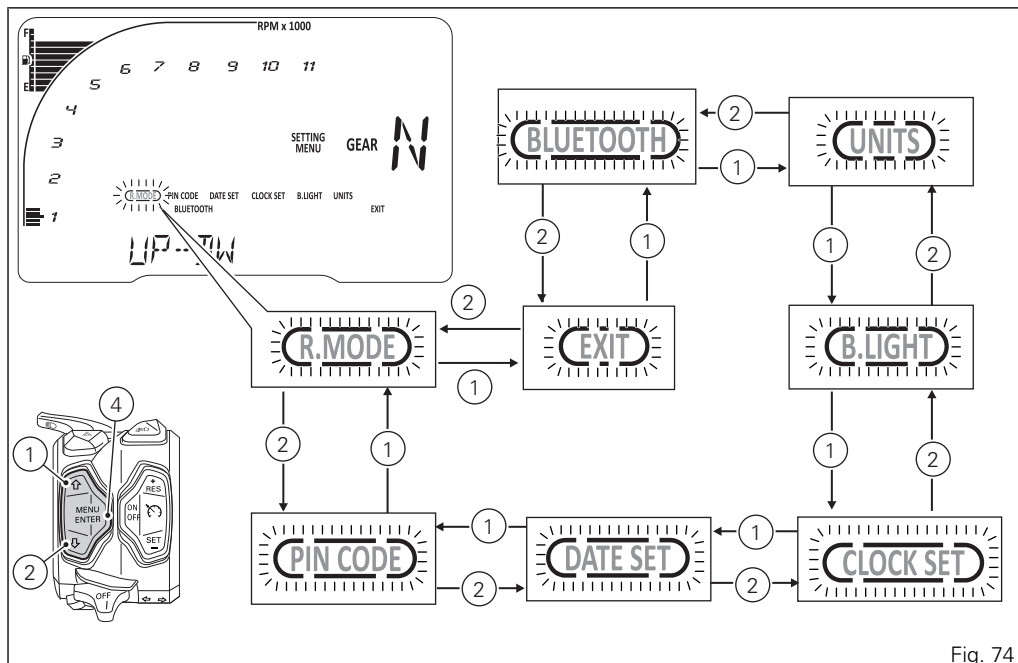 RPM x 1000
F
E
1
2
3
4
5
6
7
8
9
10
11
SETTING
MENU
GEAR N
R.MODE PIN CODE DATE SET CLOCK SET B.LIGHT UNITS
BLUETOOTH EXIT
UP--DW
BLUETOOTH
2
1
UNITS
2
1
1
2
R.MODE
2
1
EXIT
B.LIGHT
2
1
1
2
PIN CODE
1
2
DATE SET
1
2
CLOCK SET
4
1
2
MENU
ENTER
ON
OFF
+
RES
SET
-
OFF
I
Fig. 74